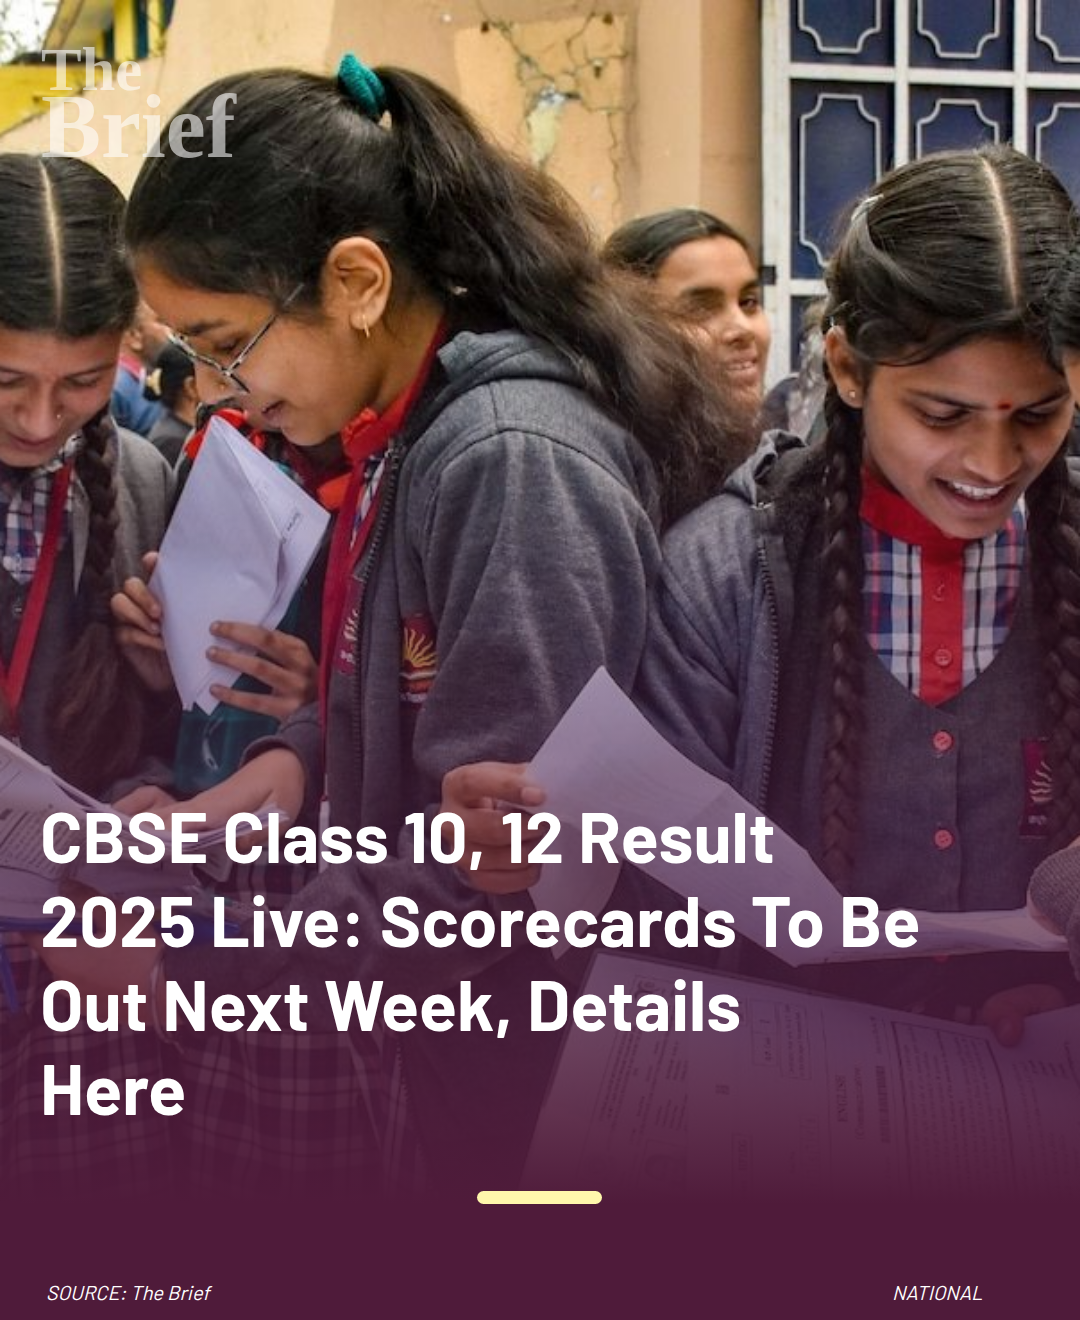 The
Brief
CBSE Class 10, 12 Result
2025 Live: Scorecards To Be
Out Next Week, Details
Here
SOURCE: The Brief
NATIONAL